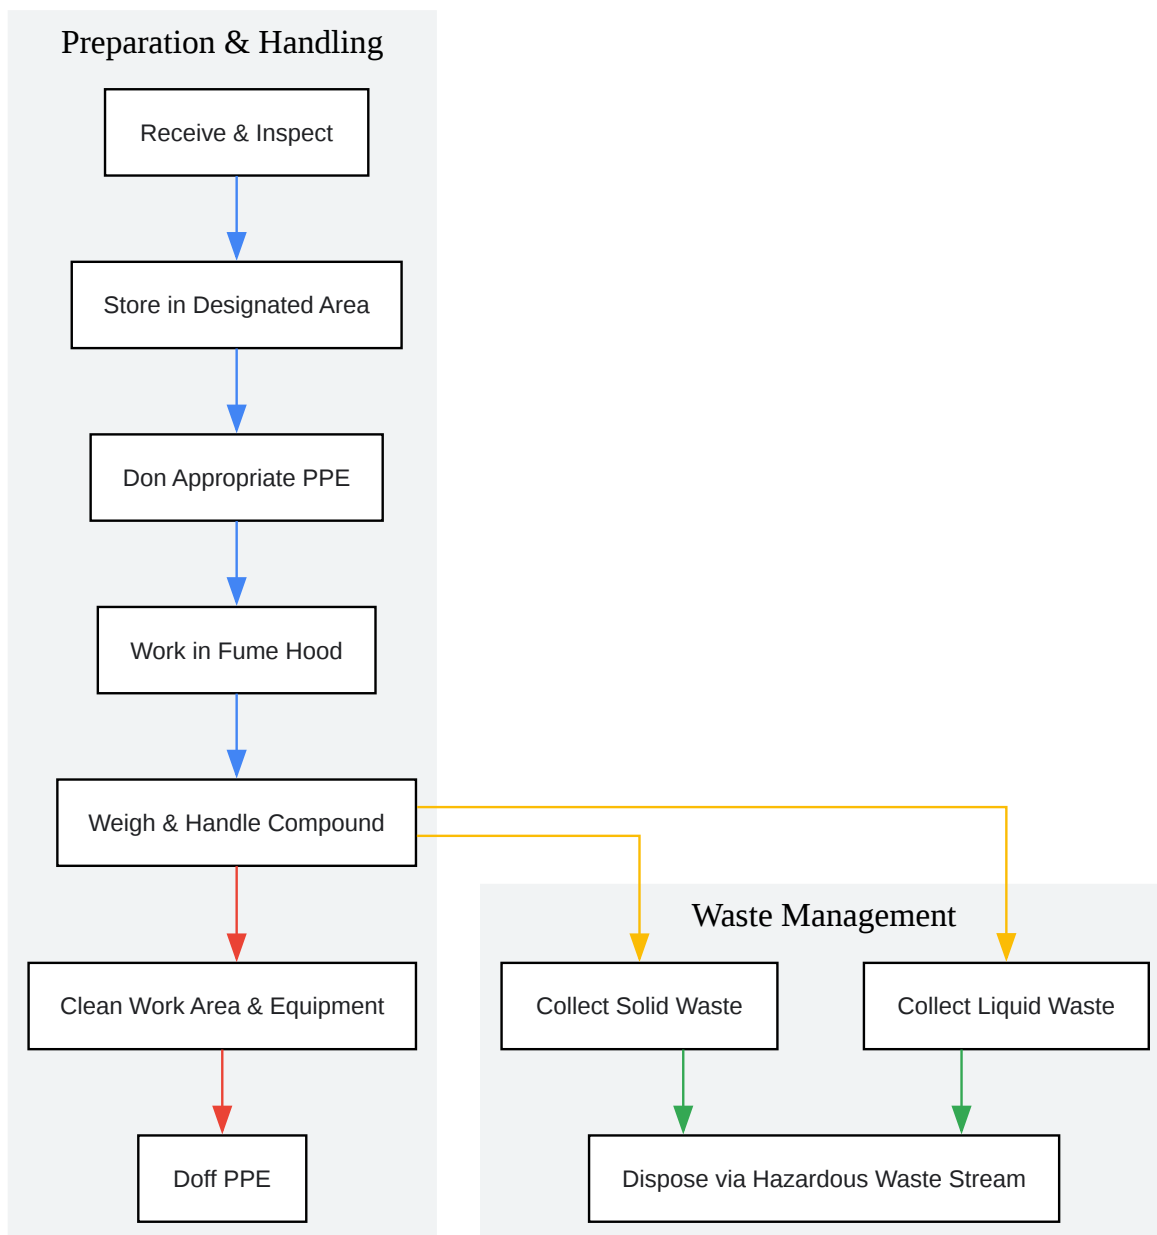 Preparation & Handling
Receive & Inspect
Store in Designated Area
Don Appropriate PPE
Work in Fume Hood
Weigh & Handle Compound
Clean Work Area & Equipment
Doff PPE
Waste Management
Collect Solid Waste
Collect Liquid Waste
Dispose via Hazardous Waste Stream